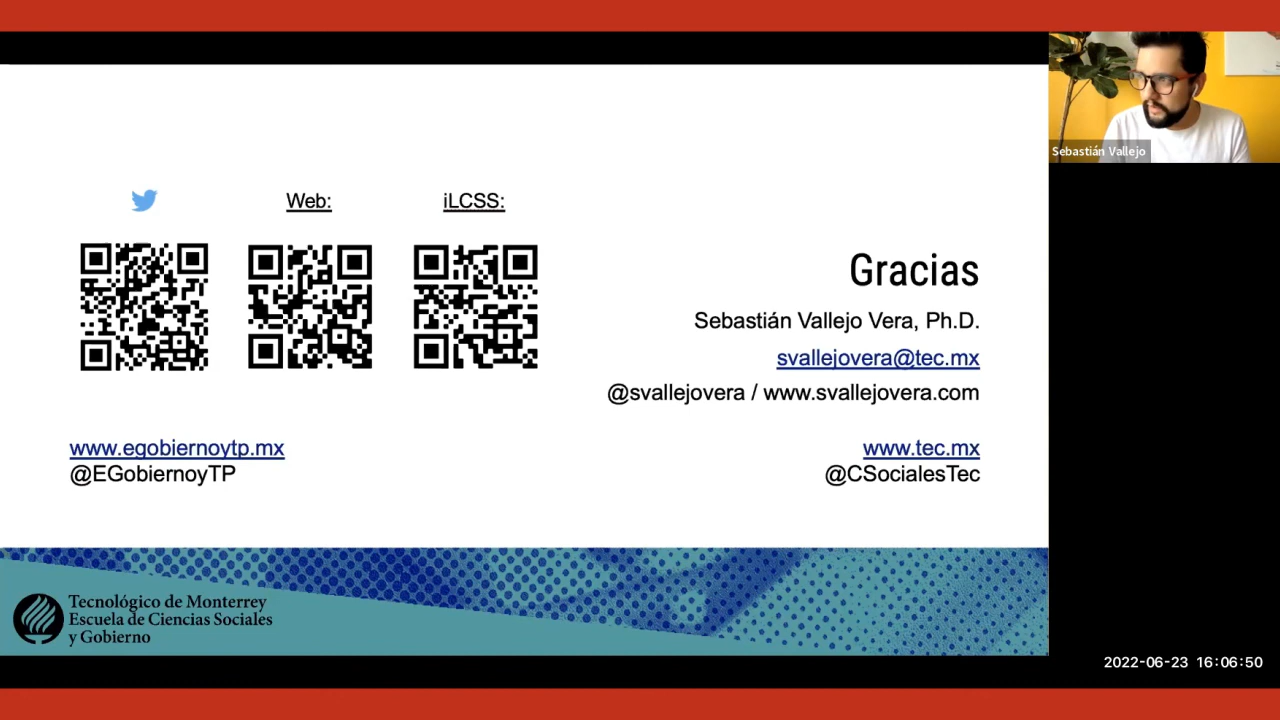 Sebastián Vallejo
Web:
iLCSS:
Gracias
Sebastián Vallejo Vera, Ph.D.
svallejovera@tec.mx
@svallejovera / www.svallejovera.com
www.egobiernoytp.mx
@EGobiernoyTP
www.tec.mx
@CSocialesTec
Tecnológico de Monterrey
Escuela de Ciencias Sociales
y Gobierno
2022-06-23 16:06:50